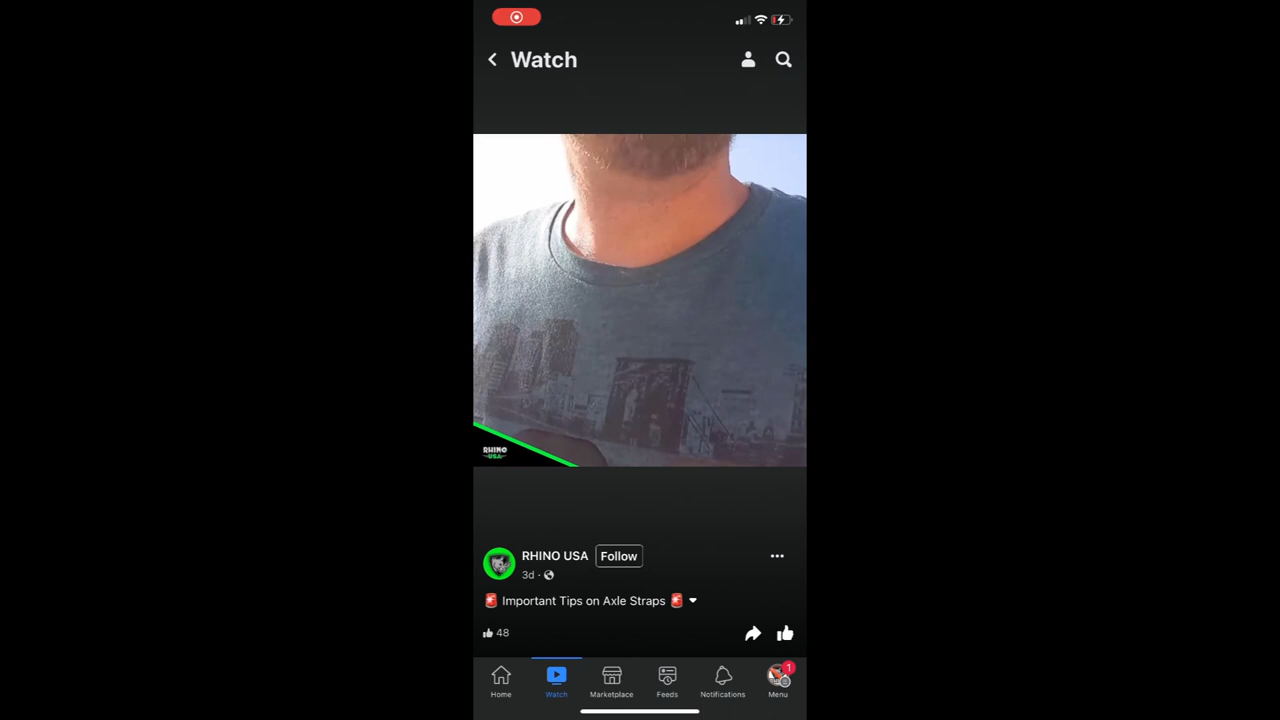 Watch
RHINO
USA
RHINO USA Follow
3d
Important Tips on Axle Straps
48
1
Home Watch Marketplace Feeds Notifications Menu